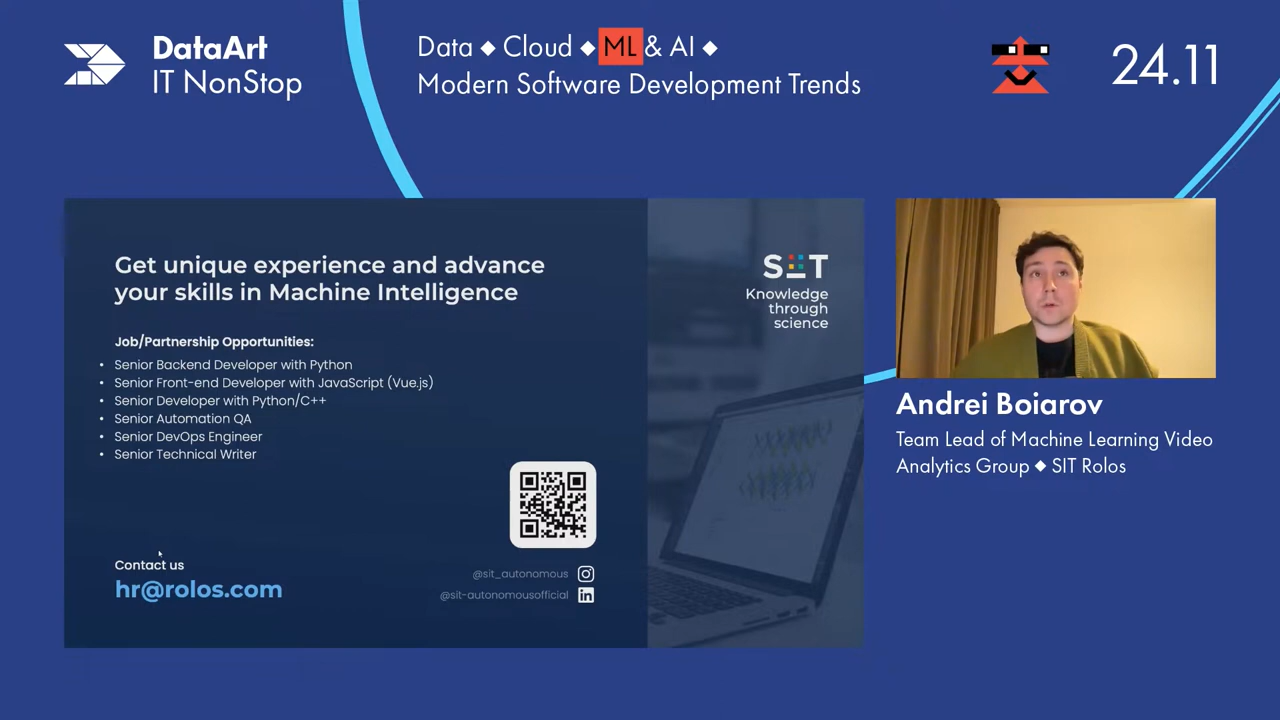 DataArt
IT NonStop
Data ◆ Cloud ◆ ML & AI ◆
Modern Software Development Trends
24.11
Get unique experience and advance
your skills in Machine Intelligence
Job/Partnership Opportunities:
• Senior Backend Developer with Python
• Senior Front-end Developer with JavaScript (Vue.js)
• Senior Developer with Python/C++
• Senior Automation QA
• Senior DevOps Engineer
• Senior Technical Writer
Contact us
hr@rolos.com
@sit_autonomous
@sit-autonomousofficial
SIT
Knowledge
through
science
Andrei Boiarov
Team Lead of Machine Learning Video
Analytics Group ◆ SIT Rolos